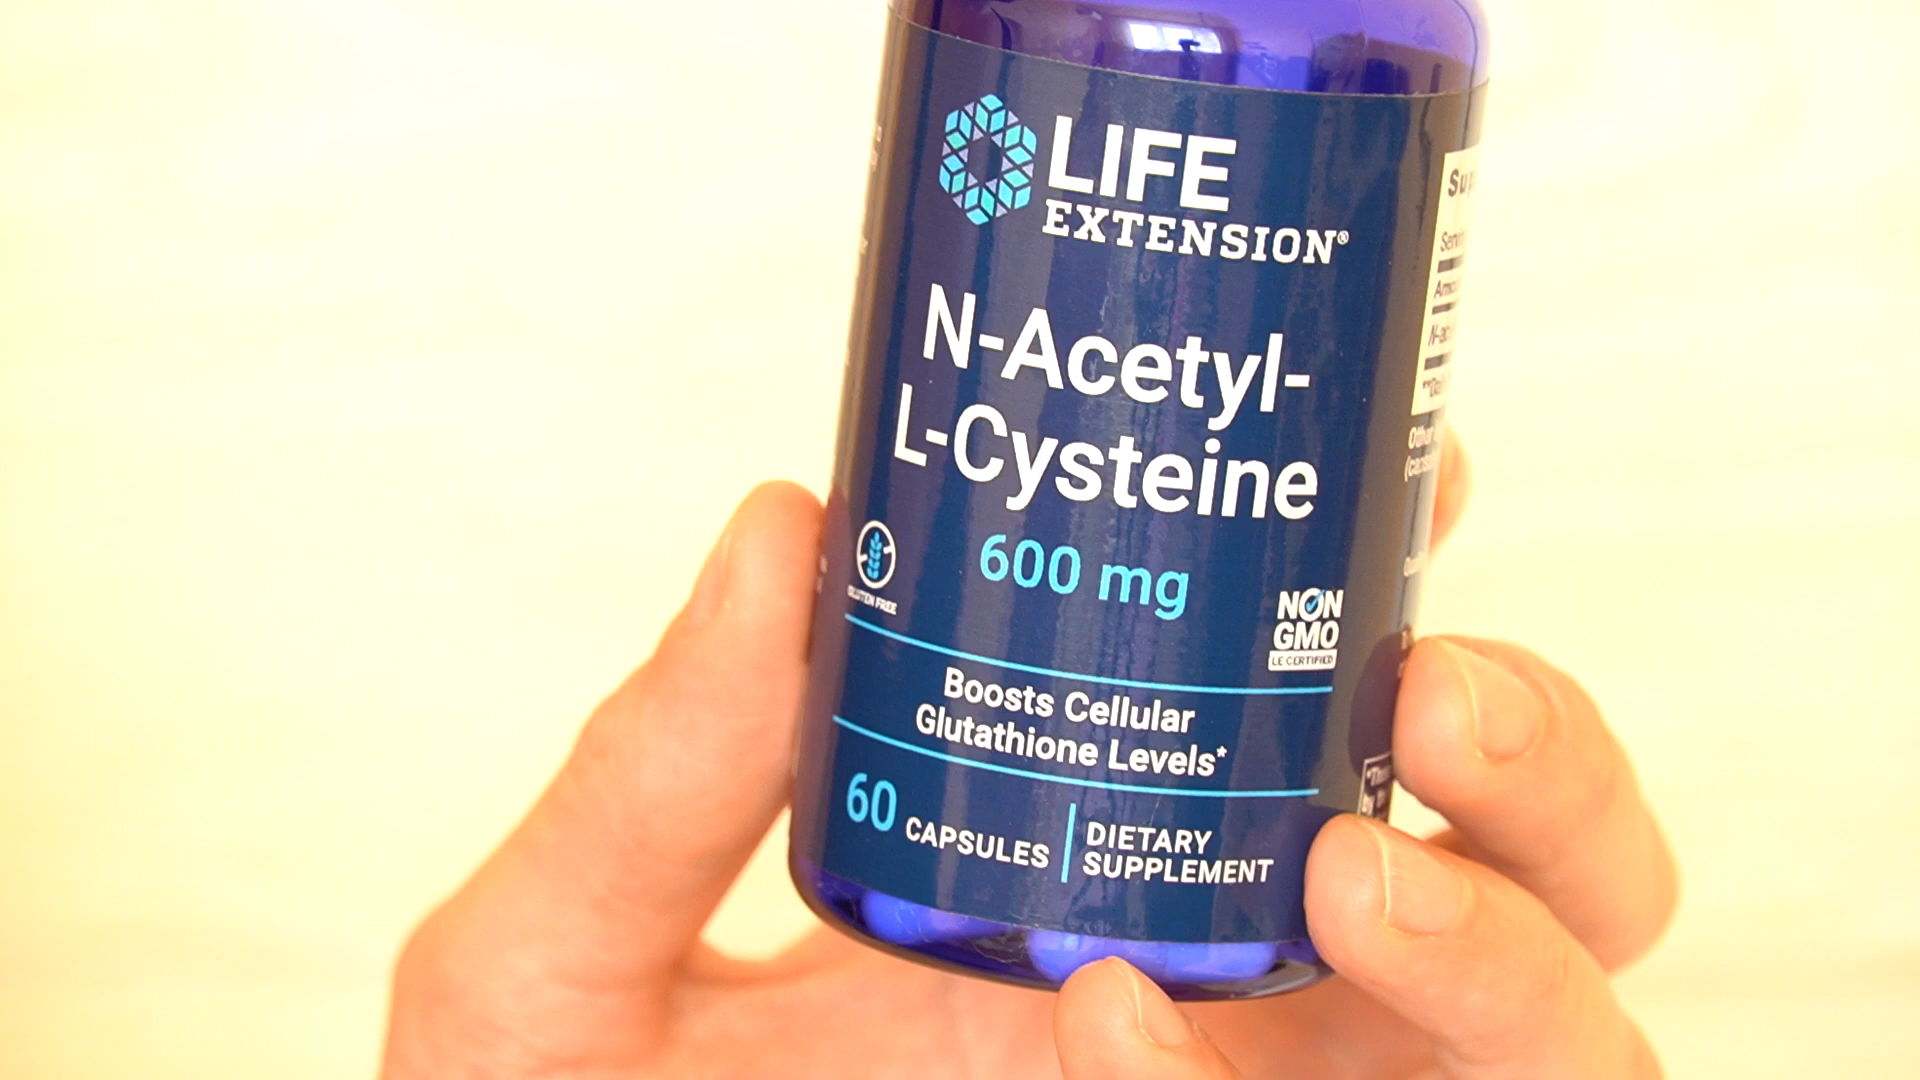 LIFE
EXTENSION®
N-Acetyl-
L-Cysteine
600 mg
GLUTEN FREE
NON
GMO
LE CERTIFIED
Boosts Cellular
Glutathione Levels*
60 CAPSULES
DIETARY
SUPPLEMENT